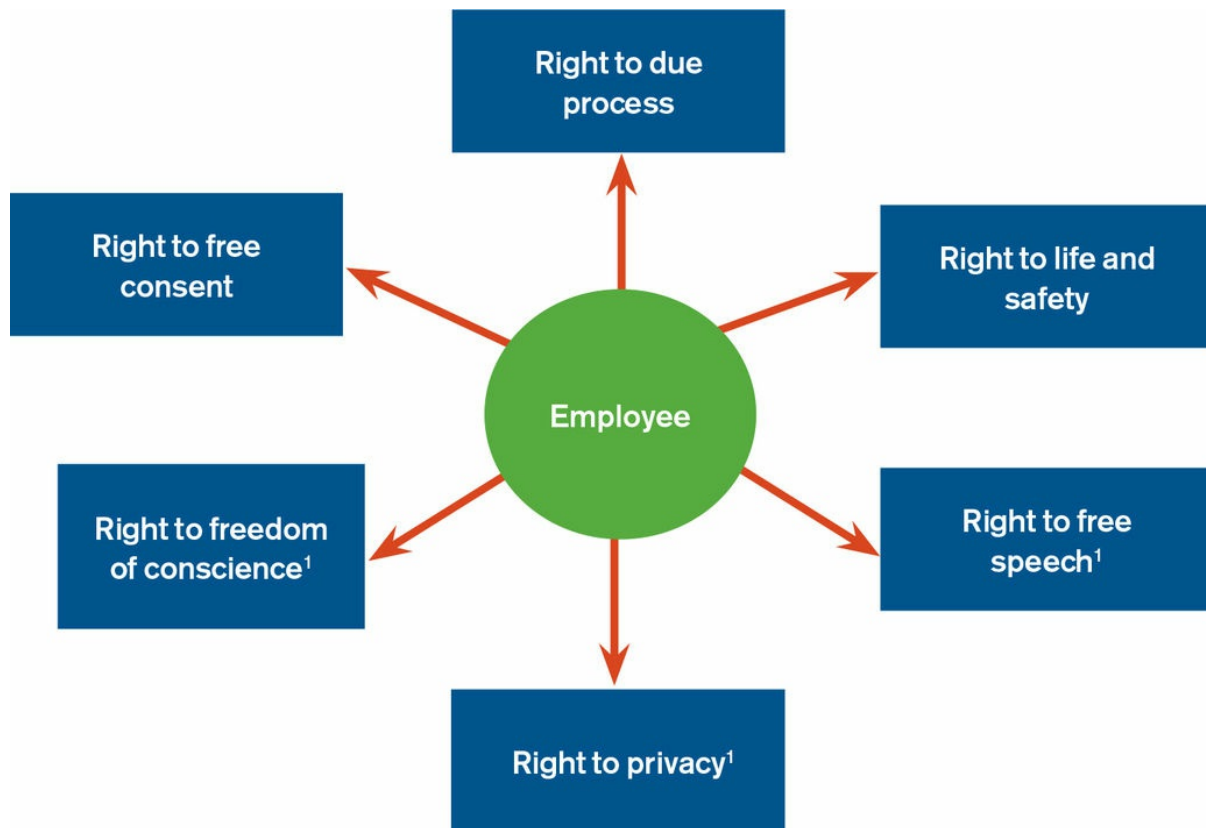 Right to due
process
Right to free
consent
Right to life and
safety
Employee
Right to freedom
of conscience¹
Right to free
speech¹
Right to privacy¹